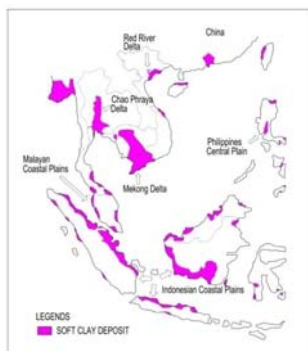 Red River
Delta
China
Chao Phraya
Delta
Philippines
Central Plain
Malayan
Coastal Plains
Mekong Delta
Indonesian Coastal Plains
LEGENDS
SOFT CLAY DEPOSIT